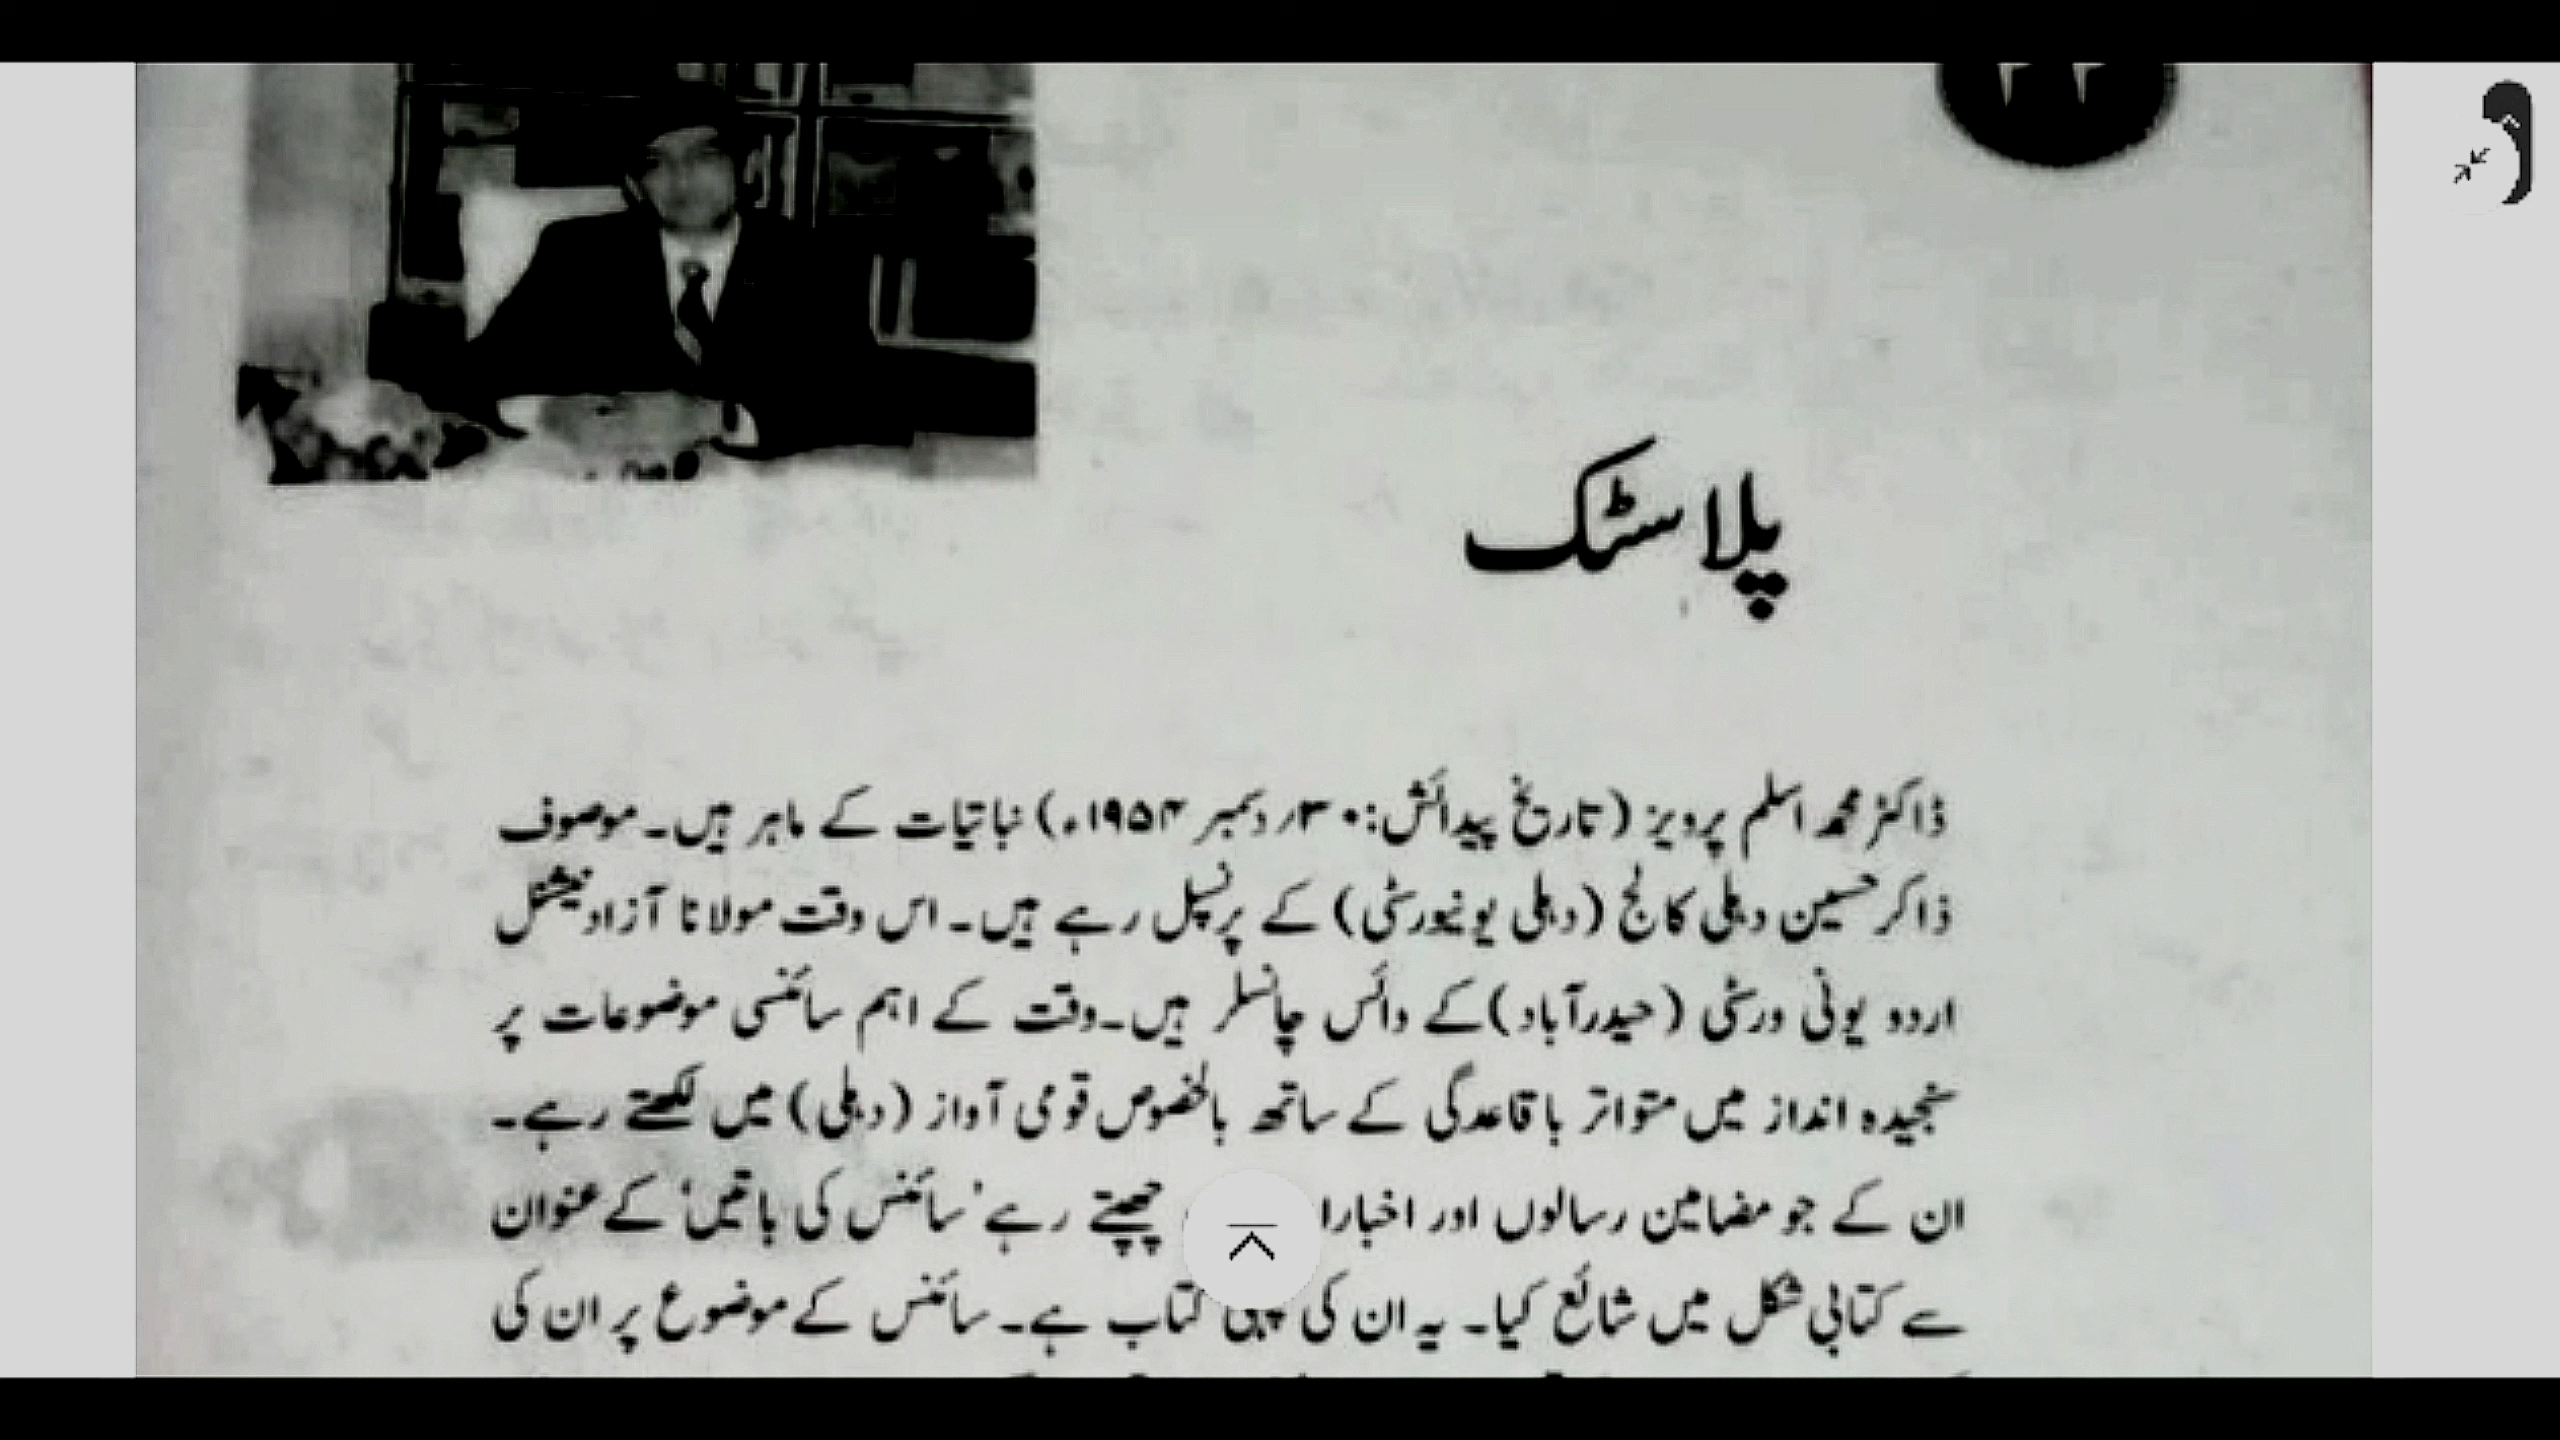 پلاسٹک
ڈاکٹر محمد اسلم پرویز (تاریخ پیدائش: ۳۰؍دسمبر ۱۹۵۴ء) نباتیات کے ماہر ہیں۔ موصوف
ذاکر حسین دہلی کالج (دہلی یونیورسٹی) کے پرنسپل رہے ہیں۔ اس وقت مولانا آزاد نیشنل
اردو یونی ورسٹی (حیدرآباد) کے وائس چانسلر ہیں۔ وقت کے اہم سائنسی موضوعات پر
سنجیدہ انداز میں متواتر باقاعدگی کے ساتھ بالخصوص قومی آواز (دہلی) میں لکھتے رہے۔
ان کے جو مضامین رسالوں اور چھپتے رہے 'سائنس کی باتیں' کے عنوان
سے کتابی شکل میں شائع کیا۔ یہ ان کی کتاب ہے۔ سائنس کے موضوع پر ان کی